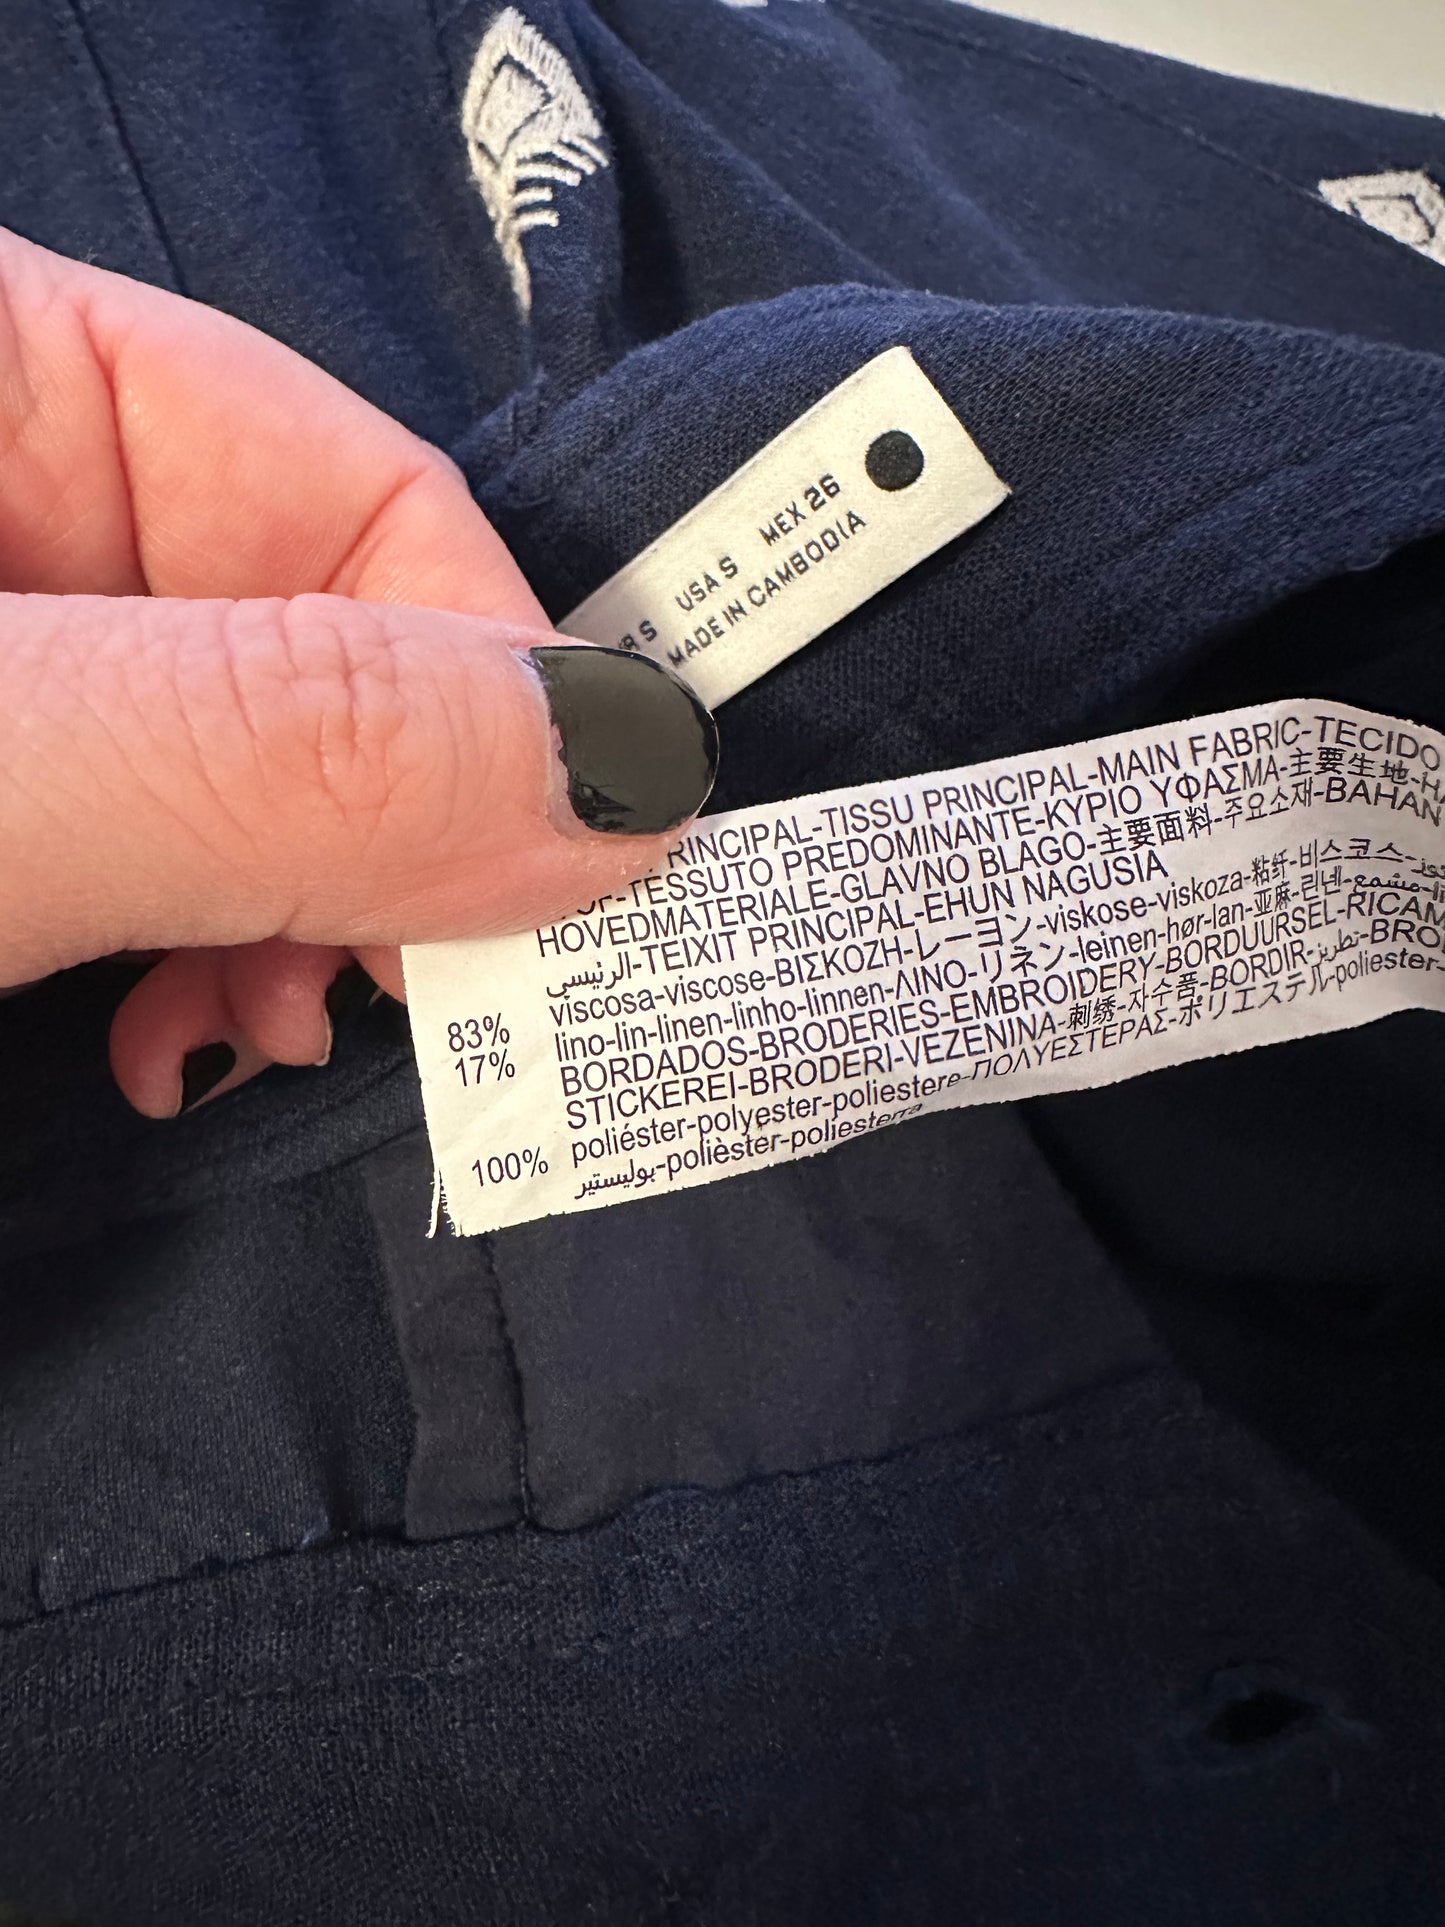 S USA S MEX 26
MADE IN CAMBODIA
PRINCIPAL-TISSU PRINCIPAL-MAIN FABRIC-TECIDO
TESSUTO PREDOMINANTE-ΚΥΡΙΟ ΥΦΑΣΜΑ-主要生地
HOVEDMATERIALE-GLAVNO BLAGO-主要面料-주요소재-BAHAN
الرئيسي-TEIXIT PRINCIPAL-EHUN NAGUSIA
83% viscosa-viscose-ΒΙΣΚΟΖΗ-レーヨン-viskose-viskoza-粘纤-비스코스
17% lino-lin-linen-linho-linnen-ΛΙΝΟ-リネン-leinen-hør-lan-亚麻-린넨
BORDADOS-BRODERIES-EMBROIDERY-BORDUURSEL-RICAM
STICKEREI-BRODERI-VEZENINA-刺绣-자수품-BORDIR-تطريز-BRO
100% poliéster-polyester-poliestere-ΠΟΛΥΕΣΤΕΡΑΣ-ポリエステル-poliester-
بوليستير-polièster-poliesterra